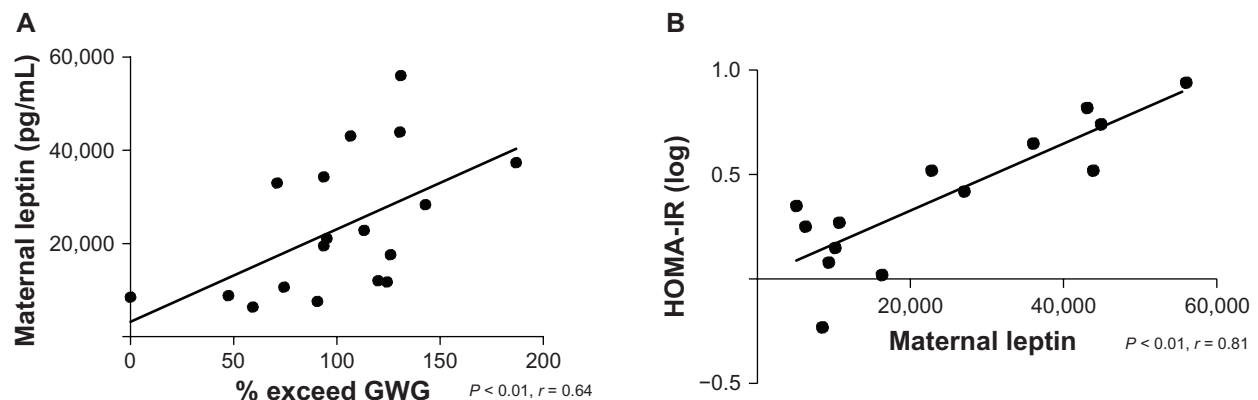 A
Maternal leptin (pg/mL)
60,000
40,000
20,000
0
50
100
150
200
% exceed GWG
P < 0.01, r = 0.64
B
HOMA-IR (log)
1.0
0.5
−0.5
20,000
40,000
60,000
Maternal leptin
P < 0.01, r = 0.81